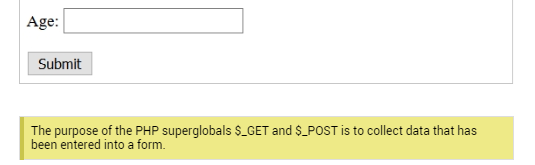 Age:
Submit
The purpose of the PHP superglobals $_GET and $_POST is to collect data that has
been entered into a form.